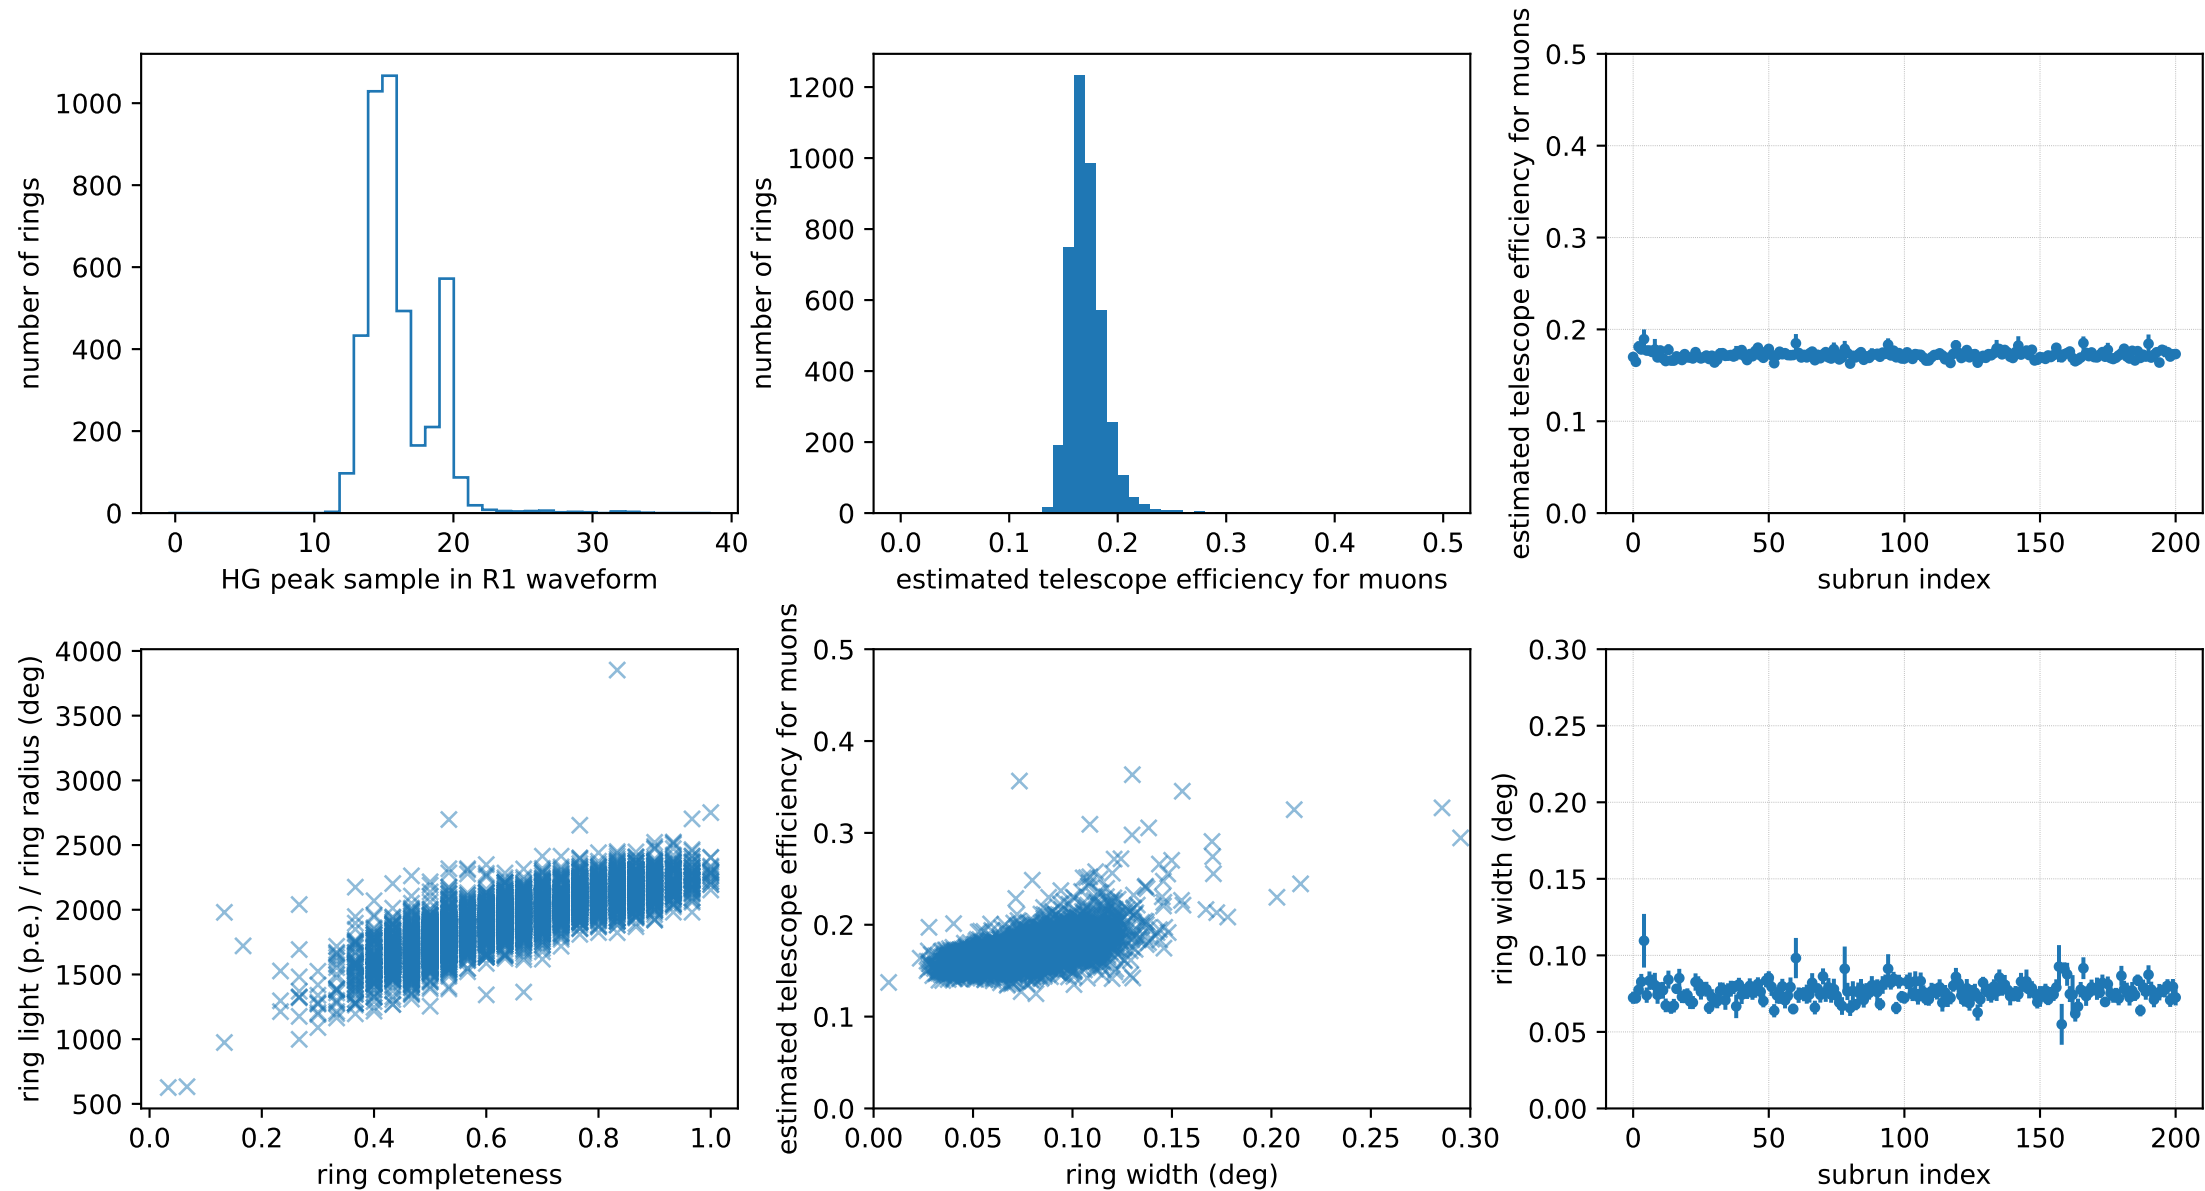 number of rings
1000
800
600
400
200
0
0 10 20 30 40
HG peak sample in R1 waveform
number of rings
1200
1000
800
600
400
200
0
0.0 0.1 0.2 0.3 0.4 0.5
estimated telescope efficiency for muons
estimated telescope efficiency for muons
0.5
0.4
0.3
0.2
0.1
0.0
0 50 100 150 200
subrun index
ring light (p.e.) / ring radius (deg)
4000
3500
3000
2500
2000
1500
1000
500
0.0 0.2 0.4 0.6 0.8 1.0
ring completeness
estimated telescope efficiency for muons
0.5
0.4
0.3
0.2
0.1
0.0
0.00 0.05 0.10 0.15 0.20 0.25 0.30
ring width (deg)
ring width (deg)
0.30
0.25
0.20
0.15
0.10
0.05
0.00
0 50 100 150 200
subrun index